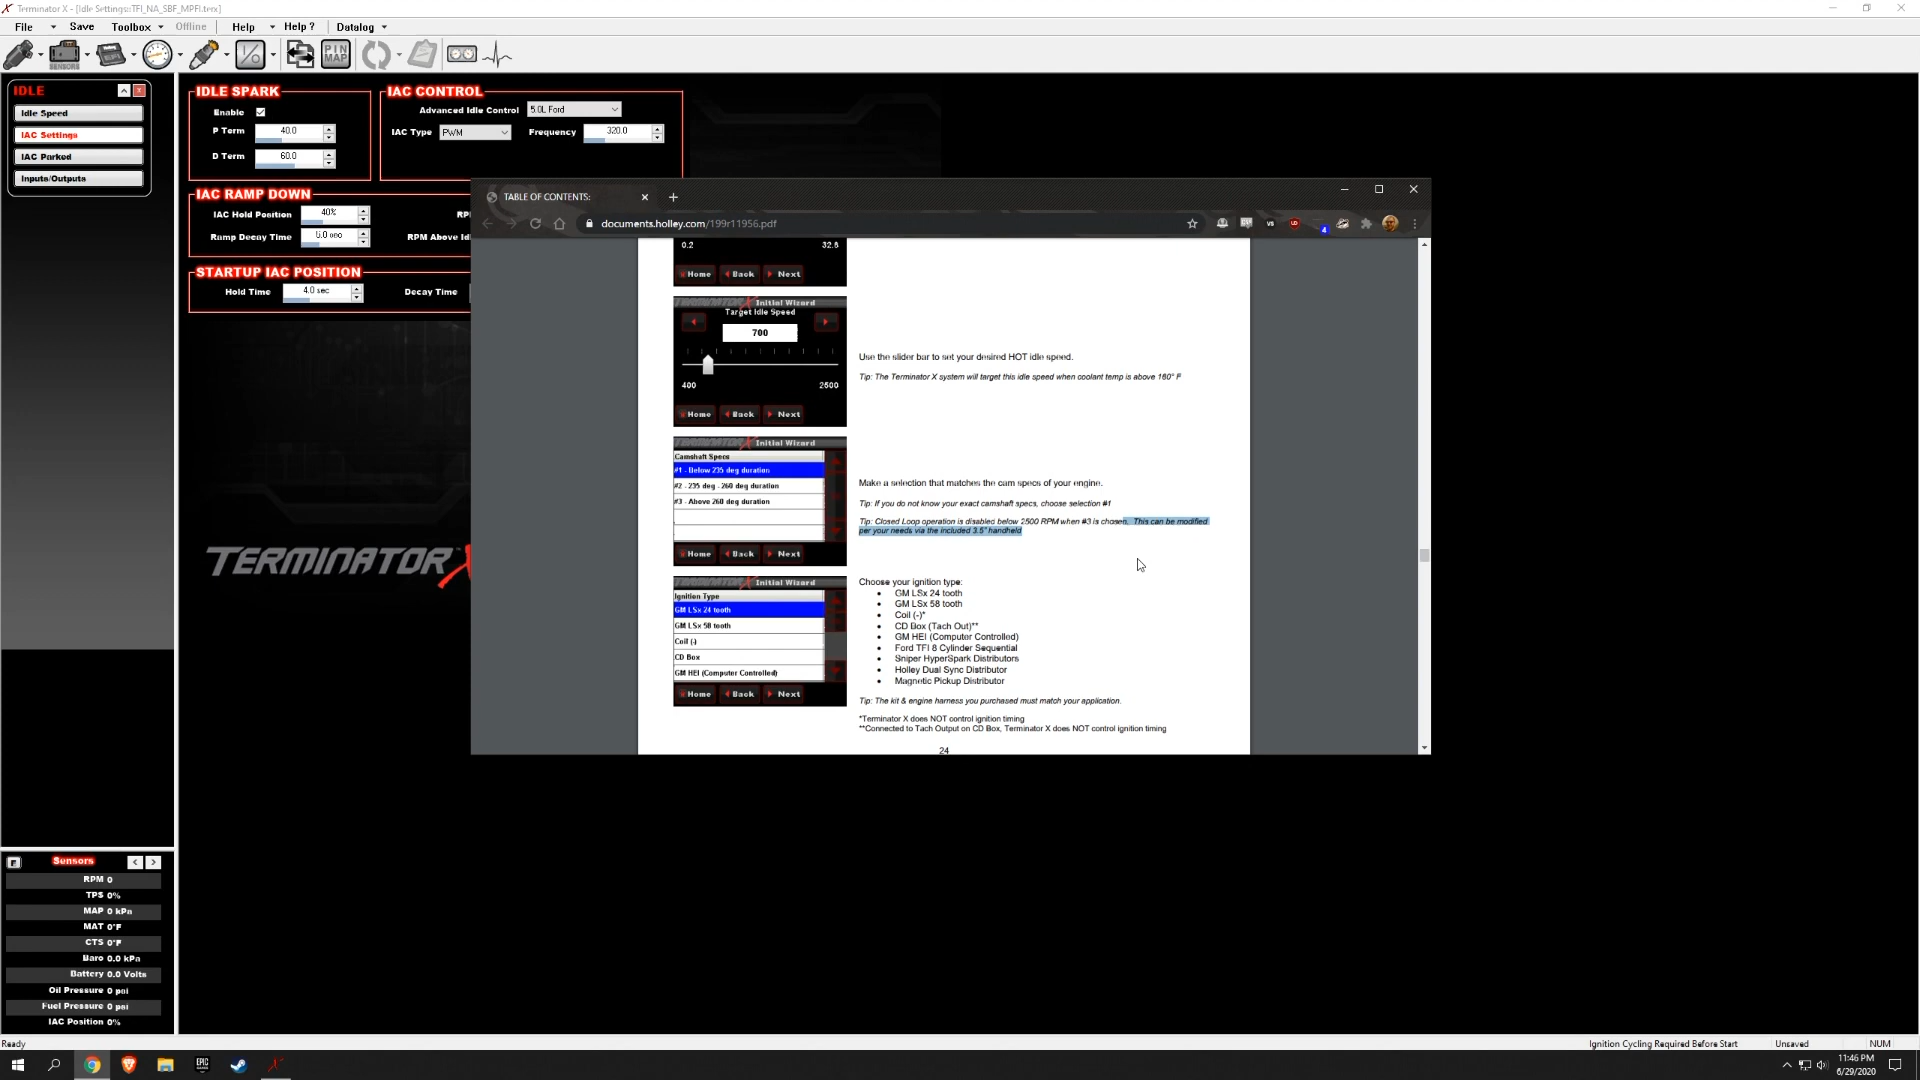 Terminator X - [Idle Settings::TFI_NA_SBF_MPFI.terx]
File Save Toolbox Offline Help Help ? Datalog
SENSORS
I/O
PIN MAP
IDLE
Idle Speed
IAC Settings
IAC Parked
Inputs/Outputs
IDLE SPARK
Enable
P Term 40.0
D Term 60.0
IAC CONTROL
Advanced Idle Control 5.0L Ford
IAC Type PWM Frequency 320.0
IAC RAMP DOWN
IAC Hold Position 40% RP
Ramp Decay Time 5.0 sec RPM Above Idl
STARTUP IAC POSITION
Hold Time 4.0 sec Decay Time
TERMINATOR X
TABLE OF CONTENTS:
documents.holley.com/199r11956.pdf
4
0.2 32.6
Home Back Next
TERMINATOR X Initial Wizard
Target Idle Speed
700
400 2500
Home Back Next
Use the slider bar to set your desired HOT idle speed.
Tip: The Terminator X system will target this idle speed when coolant temp is above 160° F
TERMINATOR X Initial Wizard
Camshaft Specs
#1 - Below 235 deg duration
#2 - 235 deg - 260 deg duration
#3 - Above 260 deg duration
Home Back Next
Make a selection that matches the cam specs of your engine.
Tip: If you do not know your exact camshaft specs, choose selection #1
Tip: Closed Loop operation is disabled below 2500 RPM when #3 is chosen. This can be modified
per your needs via the included 3.5" handheld
TERMINATOR X Initial Wizard
Ignition Type
GM LSx 24 tooth
GM LSx 58 tooth
Coil (-)
CD Box
GM HEI (Computer Controlled)
Home Back Next
Choose your ignition type:
• GM LSx 24 tooth
• GM LSx 58 tooth
• Coil (-)*
• CD Box (Tach Out)**
• GM HEI (Computer Controlled)
• Ford TFI 8 Cylinder Sequential
• Sniper HyperSpark Distributors
• Holley Dual Sync Distributor
• Magnetic Pickup Distributor
Tip: The kit & engine harness you purchased must match your application.
*Terminator X does NOT control ignition timing
**Connected to Tach Output on CD Box, Terminator X does NOT control ignition timing
24
Sensors
RPM 0
TPS 0%
MAP 0 kPa
MAT 0°F
CTS 0°F
Baro 0.0 kPa
Battery 0.0 Volts
Oil Pressure 0 psi
Fuel Pressure 0 psi
IAC Position 0%
Ready Ignition Cycling Required Before Start Unsaved NUM
EPIC GAMES
11:46 PM
6/29/2020